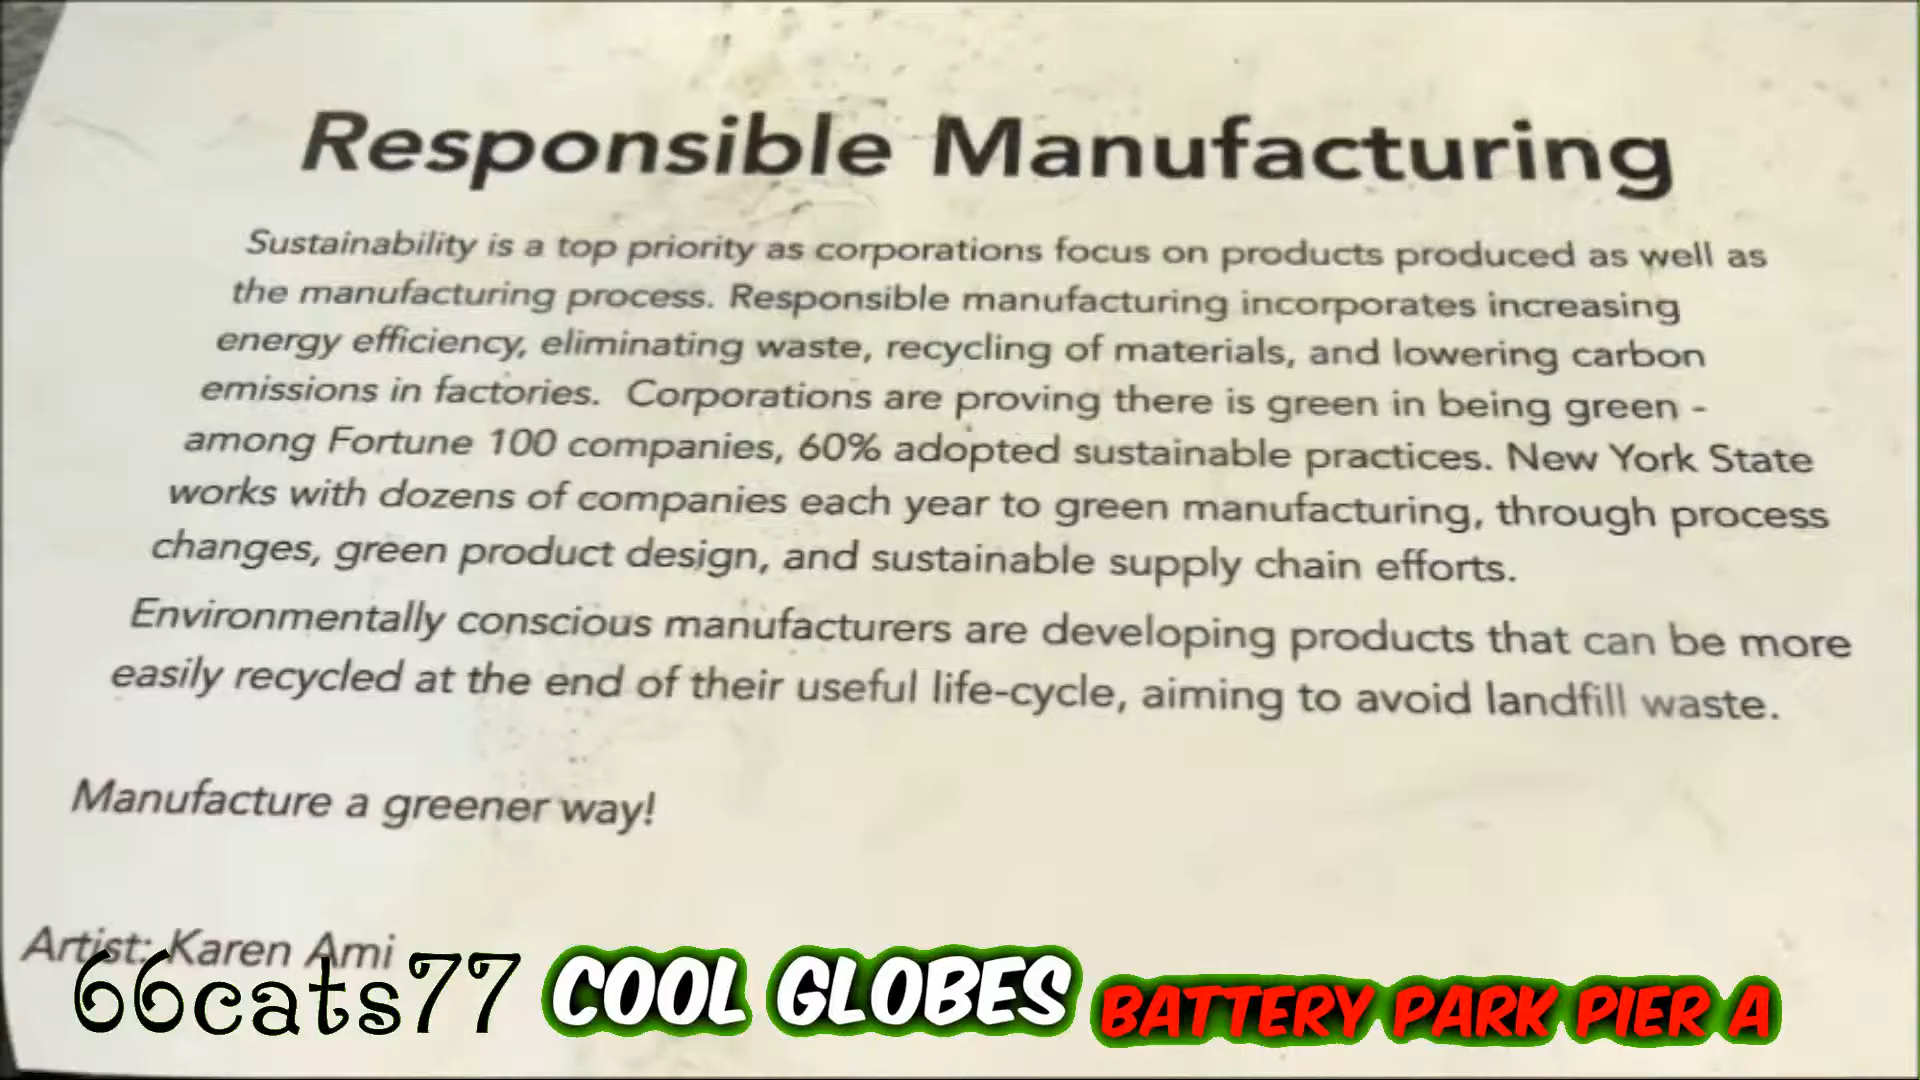 Responsible Manufacturing
Sustainability is a top priority as corporations focus on products produced as well as
the manufacturing process. Responsible manufacturing incorporates increasing
energy efficiency, eliminating waste, recycling of materials, and lowering carbon
emissions in factories. Corporations are proving there is green in being green -
among Fortune 100 companies, 60% adopted sustainable practices. New York State
works with dozens of companies each year to green manufacturing, through process
changes, green product design, and sustainable supply chain efforts.
Environmentally conscious manufacturers are developing products that can be more
easily recycled at the end of their useful life-cycle, aiming to avoid landfill waste.
Manufacture a greener way!
Artist: Karen Ami
66cats77 COOL GLOBES BATTERY PARK PIER A